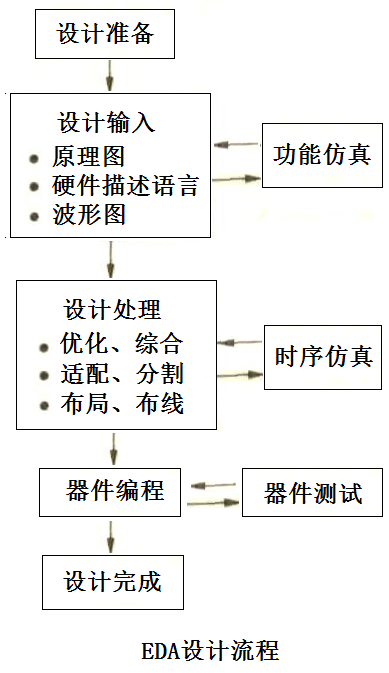 设计准备
设计输入
● 原理图
● 硬件描述语言
● 波形图
功能仿真
设计处理
● 优化、综合
● 适配、分割
● 布局、布线
时序仿真
器件编程
器件测试
设计完成
EDA设计流程